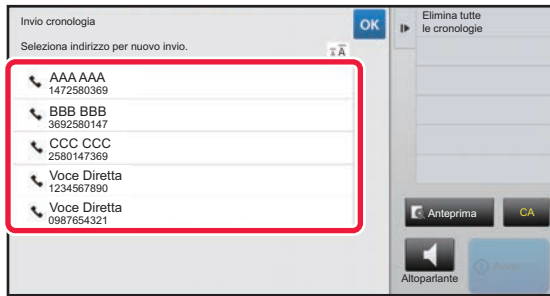 Invio cronologia
OK
Seleziona indirizzo per nuovo invio.
AAA AAA
1472580369
BBB BBB
3692580147
CCC CCC
2580147369
Voce Diretta
1234567890
Voce Diretta
0987654321
Elimina tutte
le cronologie
Anteprima
CA
Altoparlante
Avvio